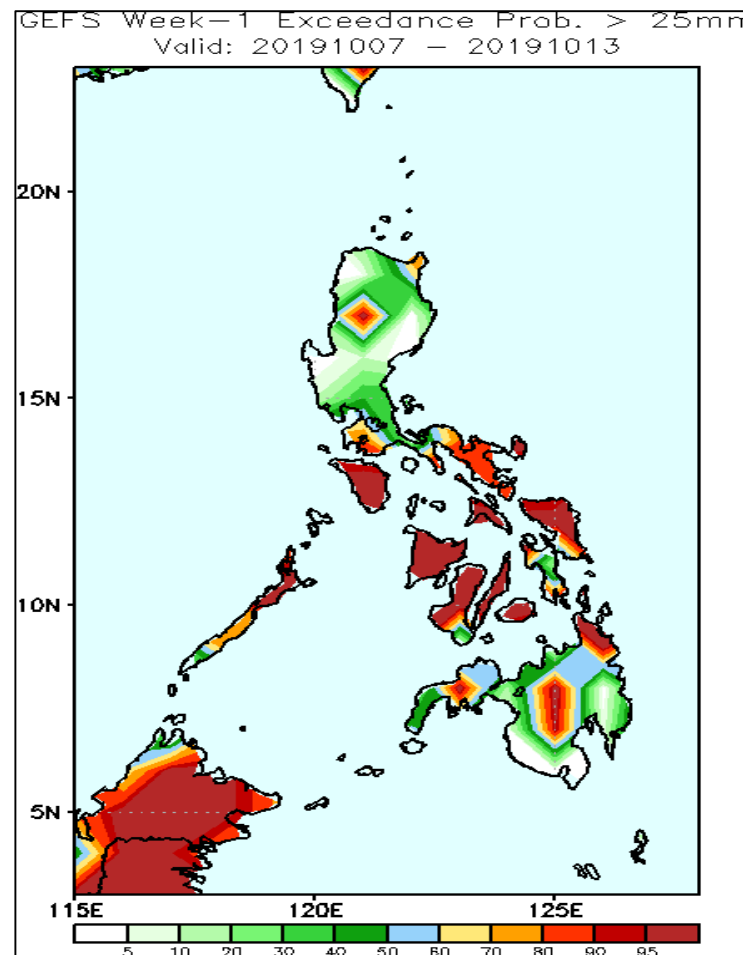 GEFS Week-1 Exceedance Prob. > 25mm
Valid: 20191007 - 20191013
20N
15N
10N
5N
115E 120E 125E
5 10 20 30 40 50 60 70 80 90 95